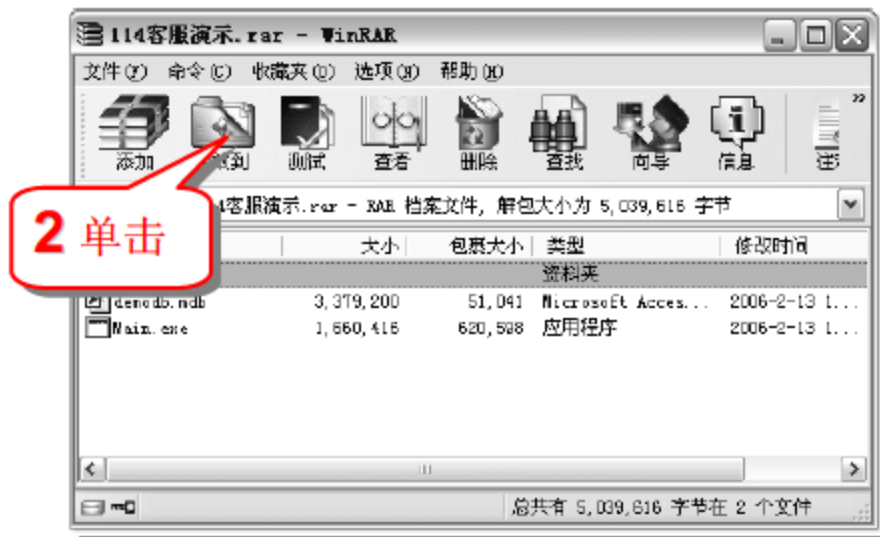 114客服演示.rar - WinRAR
文件(F) 命令(C) 收藏夹(O) 选项(N) 帮助(H)
添加 到 测试 查看 删除 查找 向导 信息
客服演示.rar - RAR 档案文件, 解包大小为 5,039,616 字节
2 单击
大小 包裹大小 类型 修改时间
资料夹
demodb.mdb 3,379,200 51,041 Microsoft Acces... 2006-2-13 1...
Main.exe 1,660,416 应用程序 2006-2-13 1...
总共有 5,039,616 字节在 2 个文件